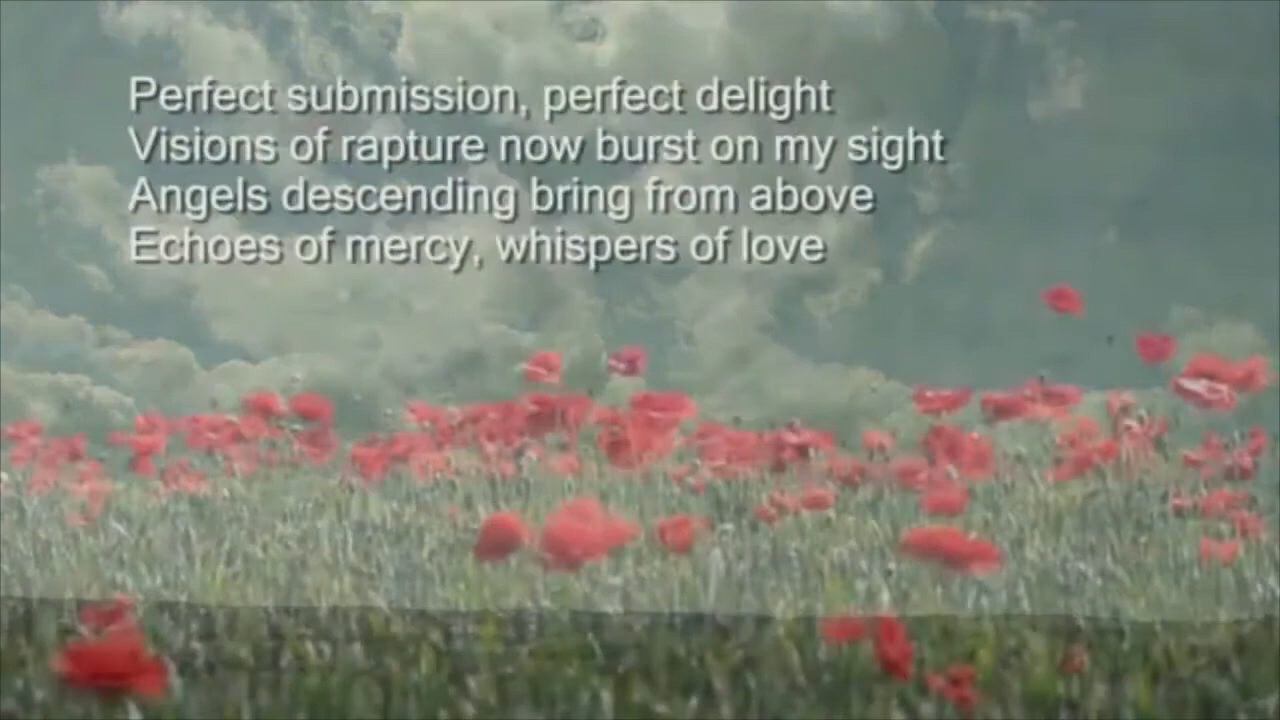 Perfect submission, perfect delight
Visions of rapture now burst on my sight
Angels descending bring from above
Echoes of mercy, whispers of love